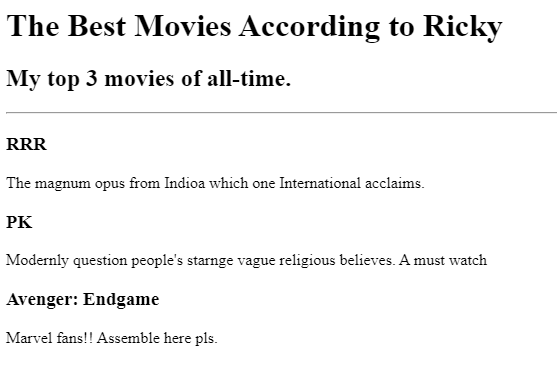 The Best Movies According to Ricky
My top 3 movies of all-time.
RRR
The magnum opus from Indioa which one International acclaims.
PK
Modernly question people's starnge vague religious believes. A must watch
Avenger: Endgame
Marvel fans!! Assemble here pls.